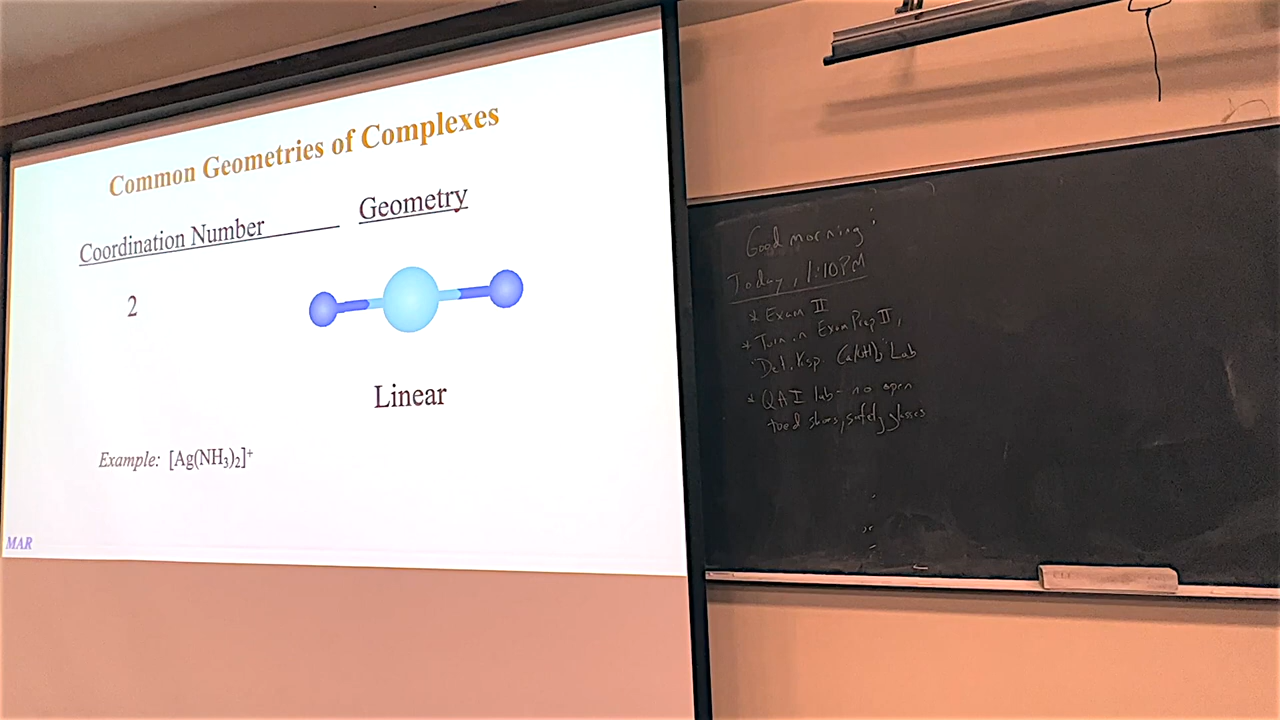 Common Geometries of Complexes
Coordination Number Geometry
2
Linear
Example: [Ag(NH₃)₂]⁺
MAR
Good morning
Today, 1:10PM
* Exam II
* Turn in Exam Prep II,
Det. Ksp Ca(OH)₂ Lab
* QA I lab - no open
toed shoes, safety glasses